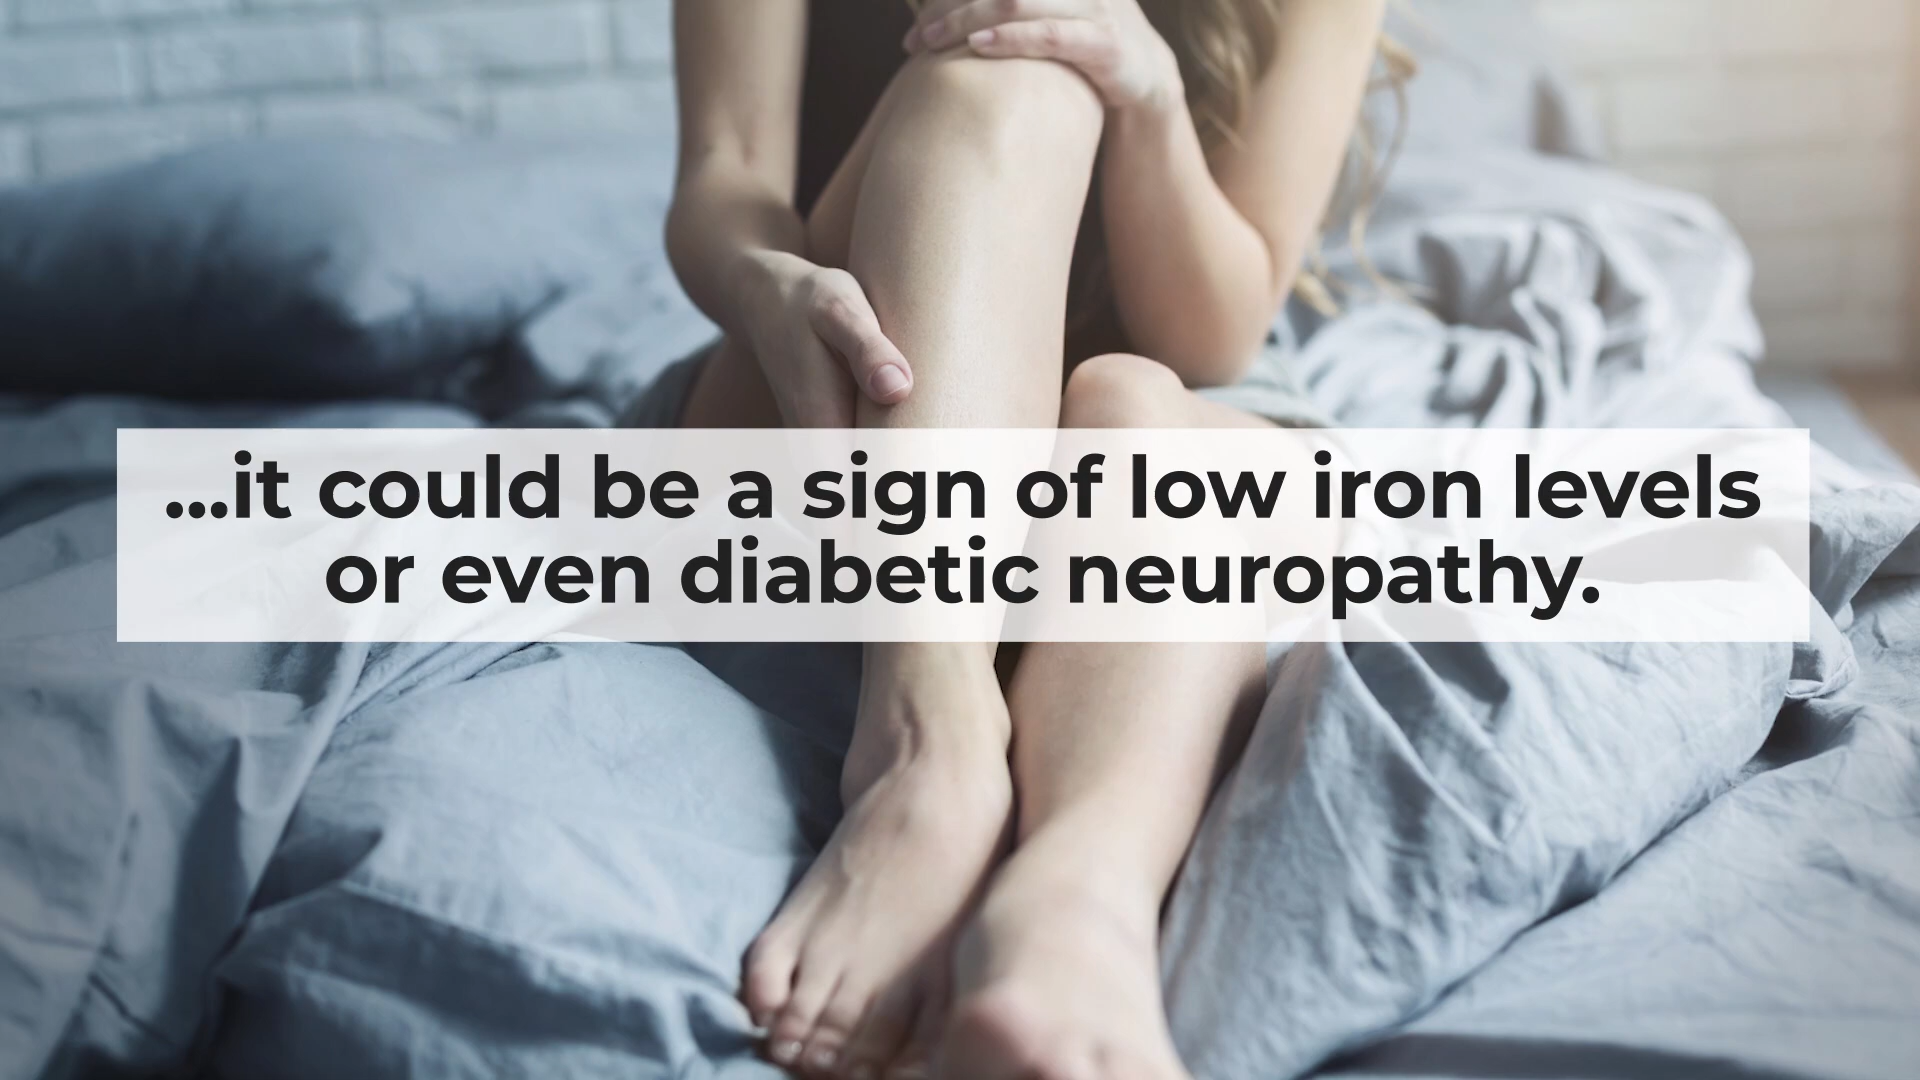 ...it could be a sign of low iron levels
or even diabetic neuropathy.